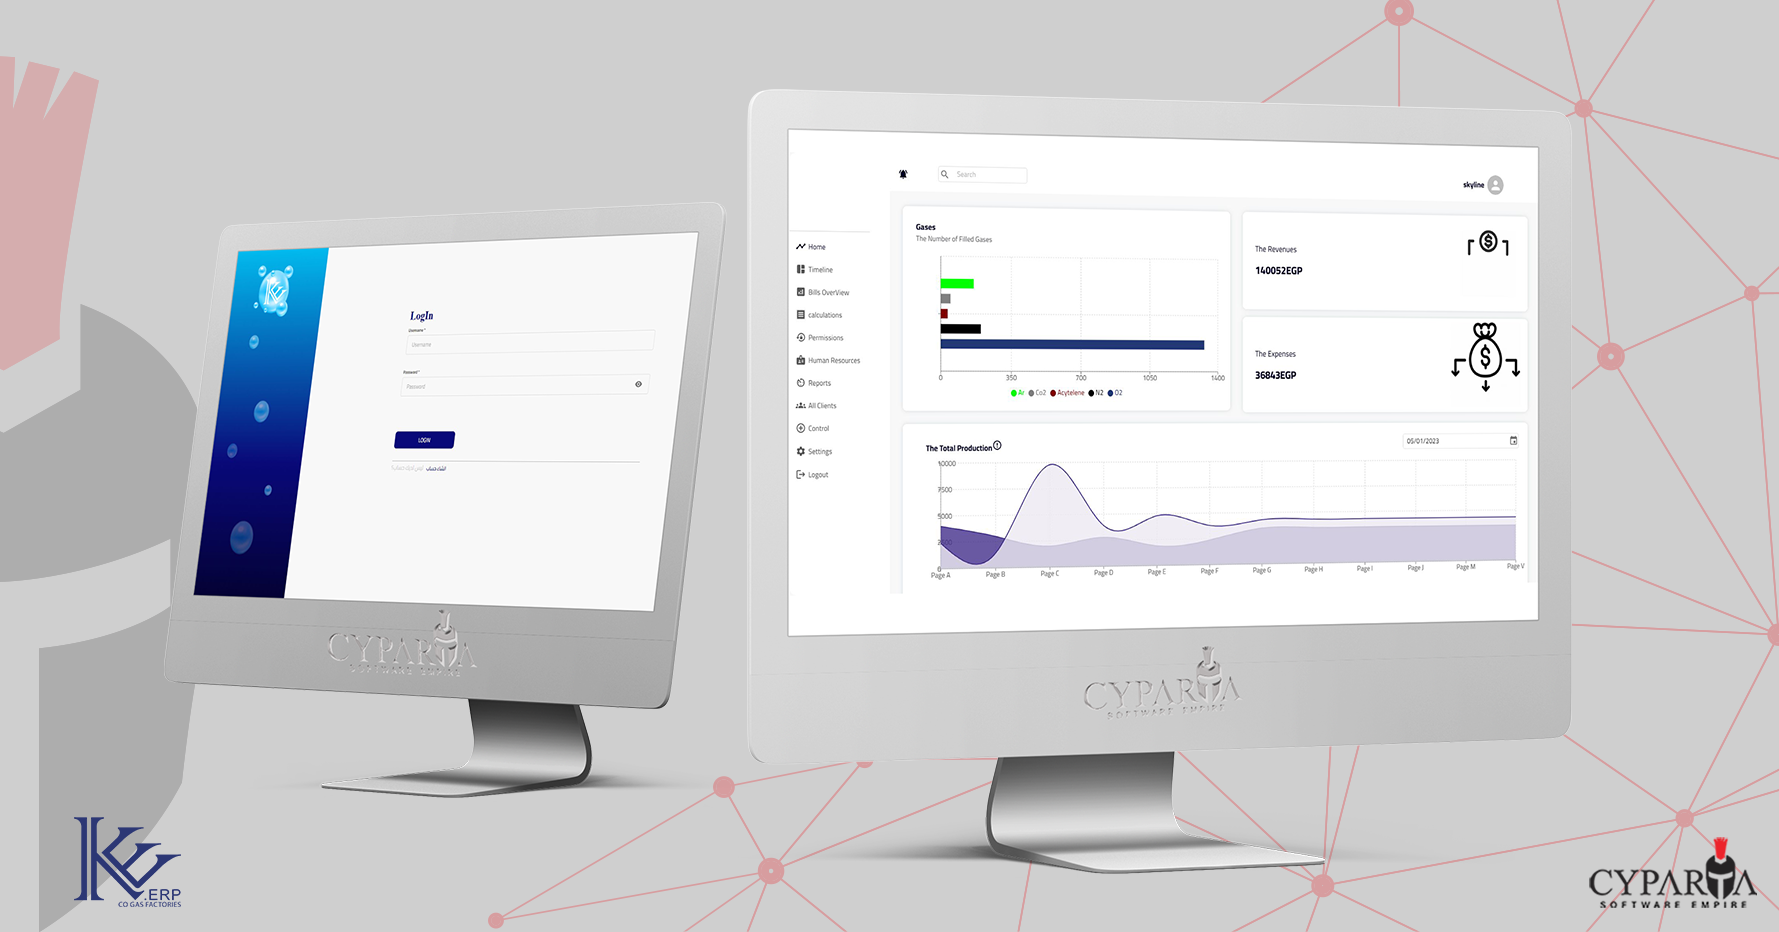 LogIn
Username*
Username
Password*
Password
LOGIN
CYPARTA
SOFTWARE EMPIRE
Search
skyline
Home
Timeline
Bills OverView
calculations
Permissions
Human Resources
Reports
All Clients
Control
Settings
Logout
Gases
The Number of Filled Gases
0 350 700 1050 1400
Ar Co2 Acytelene N2 O2
The Revenues
140052EGP
The Expenses
36843EGP
The Total Production
05/01/2023
10000
7500
5000
2500
0
Page A Page B Page C Page D Page E Page F Page G Page H Page I Page J Page M Page V
CYPARTA
SOFTWARE EMPIRE
.ERP
CO GAS FACTORIES
CYPARTA
SOFTWARE EMPIRE